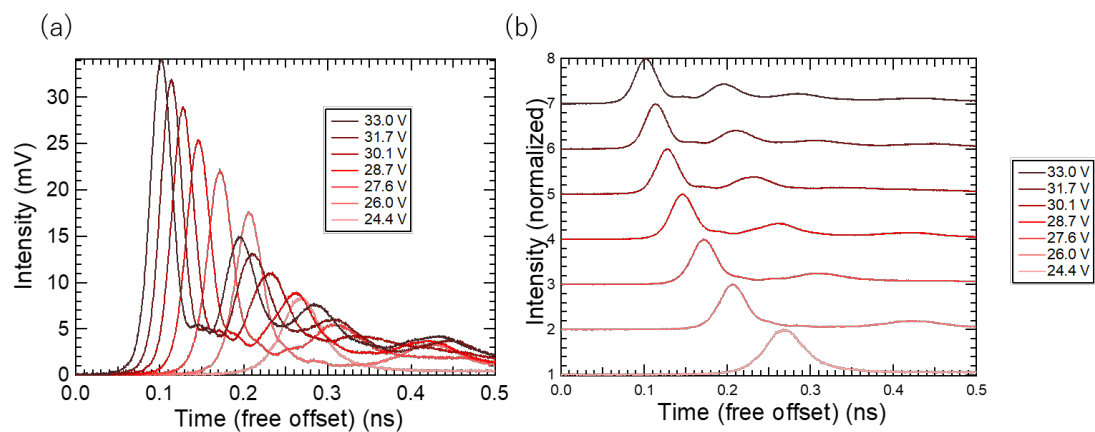 (a)
Intensity (mV)
30
25
20
15
10
5
0
33.0 V
31.7 V
30.1 V
28.7 V
27.6 V
26.0 V
24.4 V
0.0
0.1
0.2
0.3
0.4
0.5
Time (free offset) (ns)
(b)
Intensity (normalized)
8
7
6
5
4
3
2
1
0.0
0.1
0.2
0.3
0.4
0.5
Time (free offset) (ns)
33.0 V
31.7 V
30.1 V
28.7 V
27.6 V
26.0 V
24.4 V